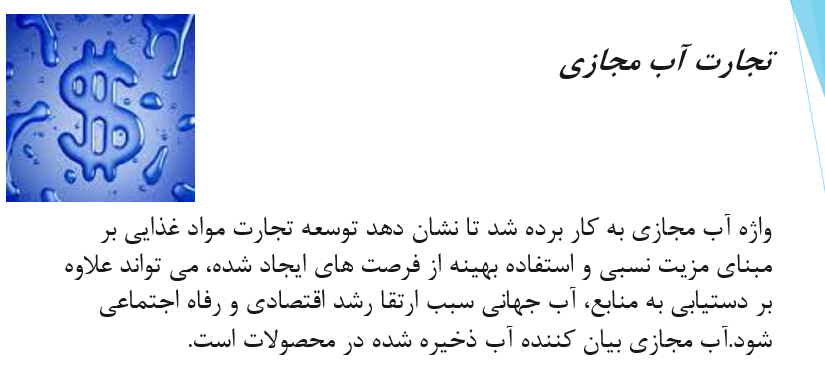 تجارت آب مجازی
واژه آب مجازی به کار برده شد تا نشان دهد توسعه تجارت مواد غذایی بر
مبنای مزیت نسبی و استفاده بهینه از فرصت های ایجاد شده، می تواند علاوه
بر دستیابی به منابع، آب جهانی سبب ارتقا رشد اقتصادی و رفاه اجتماعی
شود.آب مجازی بیان کننده آب ذخیره شده در محصولات است.